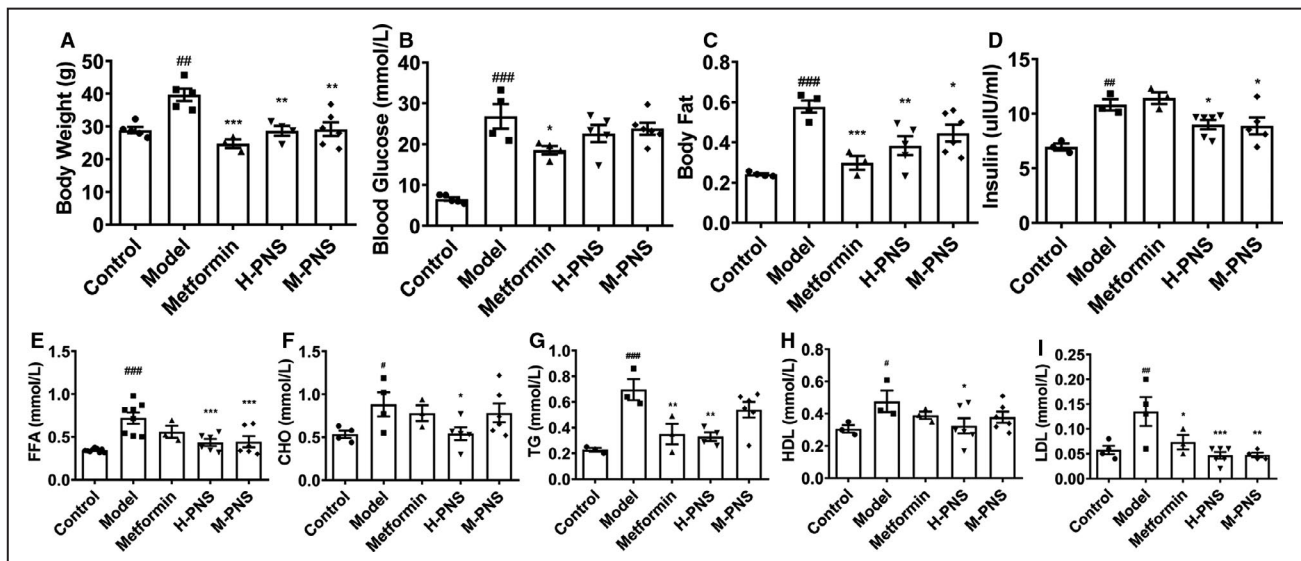 A
Body Weight (g)
50
40
30
20
10
0
##
***
**
**
Control
Model
Metformin
H-PNS
M-PNS
B
Blood Glucose (mmol/L)
40
30
20
10
0
###
*
Control
Model
Metformin
H-PNS
M-PNS
C
Body Fat
0.8
0.6
0.4
0.2
0.0
###
***
**
*
Control
Model
Metformin
H-PNS
M-PNS
D
Insulin (uIU/ml)
15
10
5
0
##
*
*
Control
Model
Metformin
H-PNS
M-PNS
E
FFA (mmol/L)
1.5
1.0
0.5
0.0
###
***
***
Control
Model
Metformin
H-PNS
M-PNS
F
CHO (mmol/L)
1.5
1.0
0.5
0.0
#
*
Control
Model
Metformin
H-PNS
M-PNS
G
TG (mmol/L)
1.0
0.8
0.6
0.4
0.2
0.0
###
**
**
Control
Model
Metformin
H-PNS
M-PNS
H
HDL (mmol/L)
0.8
0.6
0.4
0.2
0.0
#
*
Control
Model
Metformin
H-PNS
M-PNS
I
LDL (mmol/L)
0.25
0.20
0.15
0.10
0.05
0.00
##
*
***
**
Control
Model
Metformin
H-PNS
M-PNS